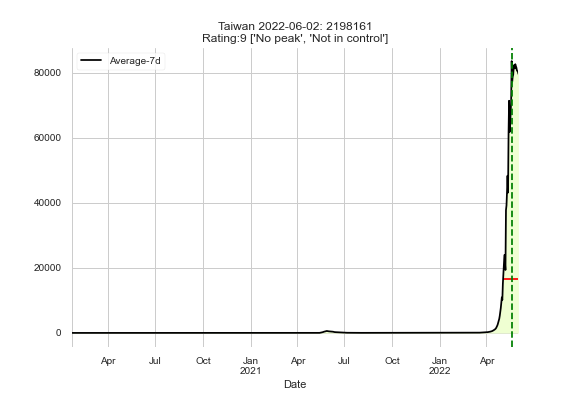 Taiwan 2022-06-02: 2198161
Rating:9 ['No peak', 'Not in control']
Average-7d
80000
60000
40000
20000
0
Apr Jul Oct Jan Apr Jul Oct Jan Apr
2021 2022
Date